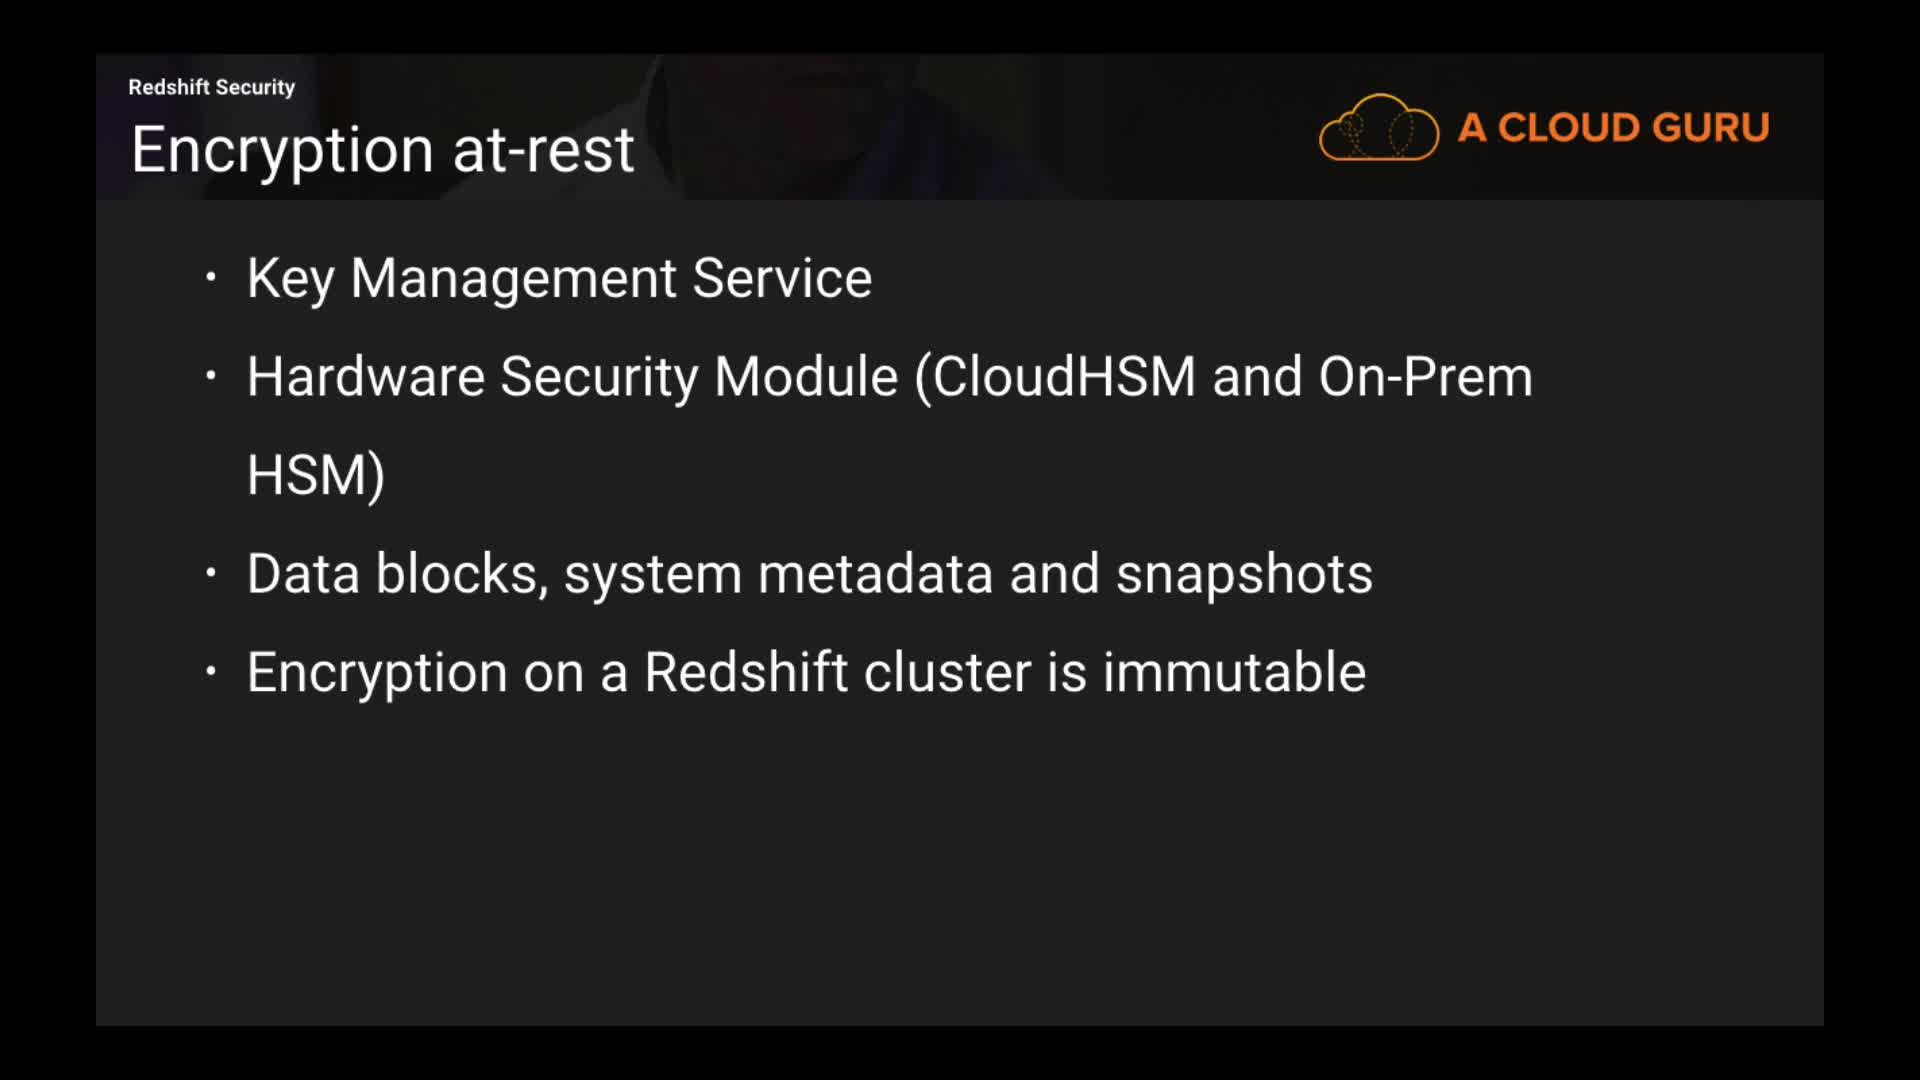 Redshift Security
Encryption at-rest
A CLOUD GURU
• Key Management Service
• Hardware Security Module (CloudHSM and On-Prem
HSM)
• Data blocks, system metadata and snapshots
• Encryption on a Redshift cluster is immutable